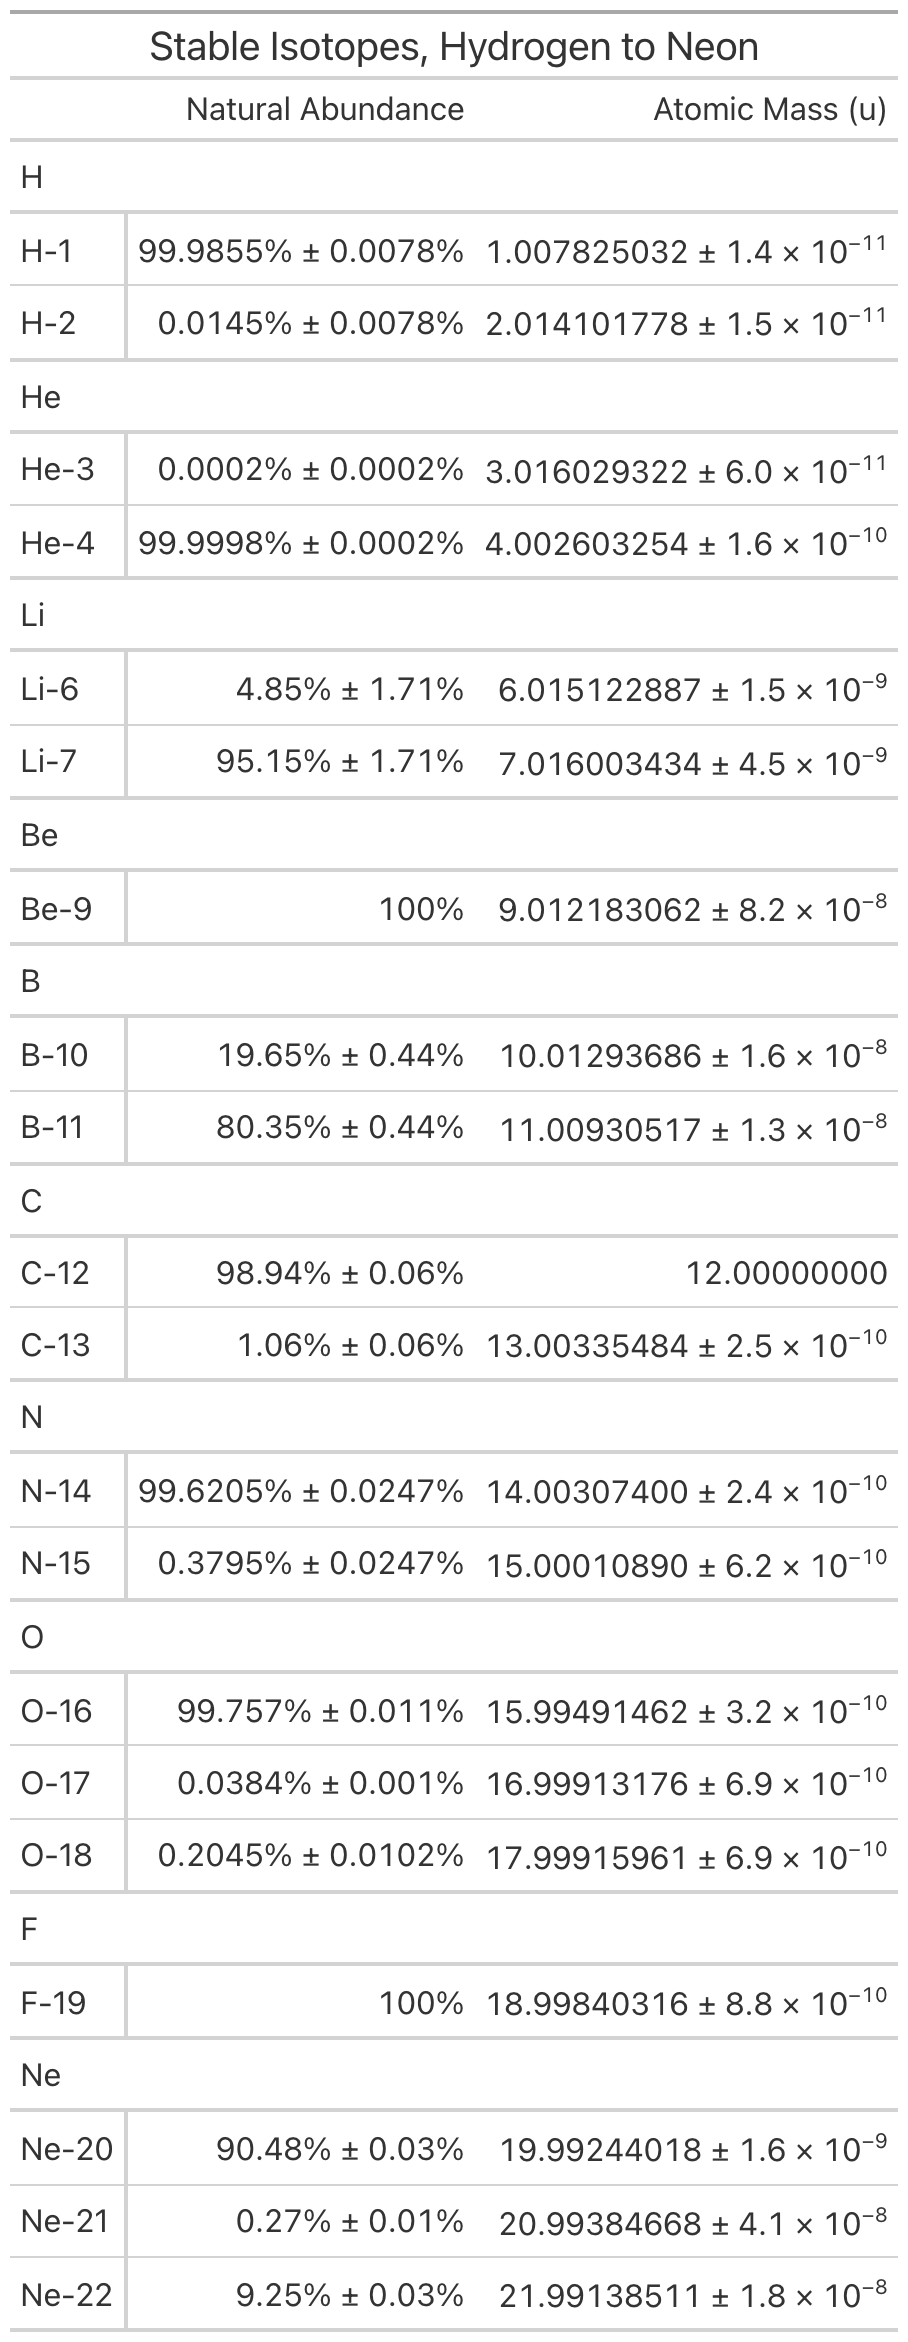 Stable Isotopes, Hydrogen to Neon
Natural Abundance Atomic Mass (u)
H
H-1 99.9855% ± 0.0078% 1.007825032 ± 1.4 × 10⁻¹¹
H-2 0.0145% ± 0.0078% 2.014101778 ± 1.5 × 10⁻¹¹
He
He-3 0.0002% ± 0.0002% 3.016029322 ± 6.0 × 10⁻¹¹
He-4 99.9998% ± 0.0002% 4.002603254 ± 1.6 × 10⁻¹⁰
Li
Li-6 4.85% ± 1.71% 6.015122887 ± 1.5 × 10⁻⁹
Li-7 95.15% ± 1.71% 7.016003434 ± 4.5 × 10⁻⁹
Be
Be-9 100% 9.012183062 ± 8.2 × 10⁻⁸
B
B-10 19.65% ± 0.44% 10.01293686 ± 1.6 × 10⁻⁸
B-11 80.35% ± 0.44% 11.00930517 ± 1.3 × 10⁻⁸
C
C-12 98.94% ± 0.06% 12.00000000
C-13 1.06% ± 0.06% 13.00335484 ± 2.5 × 10⁻¹⁰
N
N-14 99.6205% ± 0.0247% 14.00307400 ± 2.4 × 10⁻¹⁰
N-15 0.3795% ± 0.0247% 15.00010890 ± 6.2 × 10⁻¹⁰
O
O-16 99.757% ± 0.011% 15.99491462 ± 3.2 × 10⁻¹⁰
O-17 0.0384% ± 0.001% 16.99913176 ± 6.9 × 10⁻¹⁰
O-18 0.2045% ± 0.0102% 17.99915961 ± 6.9 × 10⁻¹⁰
F
F-19 100% 18.99840316 ± 8.8 × 10⁻¹⁰
Ne
Ne-20 90.48% ± 0.03% 19.99244018 ± 1.6 × 10⁻⁹
Ne-21 0.27% ± 0.01% 20.99384668 ± 4.1 × 10⁻⁸
Ne-22 9.25% ± 0.03% 21.99138511 ± 1.8 × 10⁻⁸